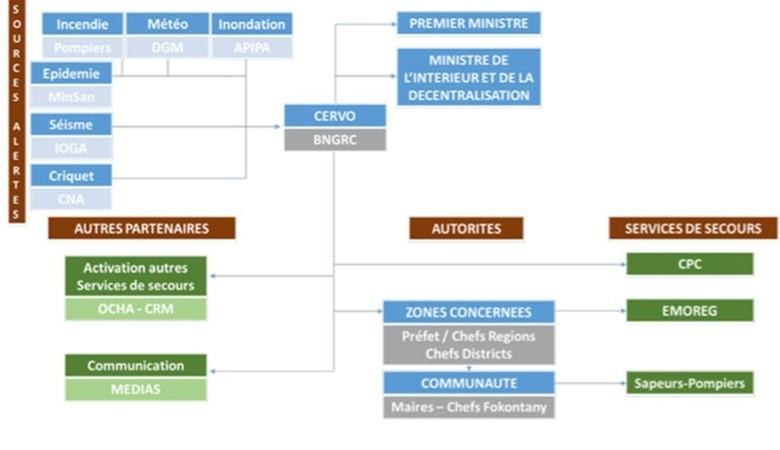 SOURCES ALERTES
Incendie
Pompiers
Météo
DGM
Inondation
APIPA
Epidemie
MinSan
Séisme
IOGA
Criquet
CNA
CERVO
BNGRC
PREMIER MINISTRE
MINISTRE DE
L'INTERIEUR ET DE LA
DECENTRALISATION
AUTRES PARTENAIRES
AUTORITES
SERVICES DE SECOURS
Activation autres
Services de secours
OCHA - CRM
Communication
MEDIAS
ZONES CONCERNEES
Préfet / Chefs Regions
Chefs Districts
COMMUNAUTE
Maires – Chefs Fokontany
CPC
EMOREG
Sapeurs-Pompiers